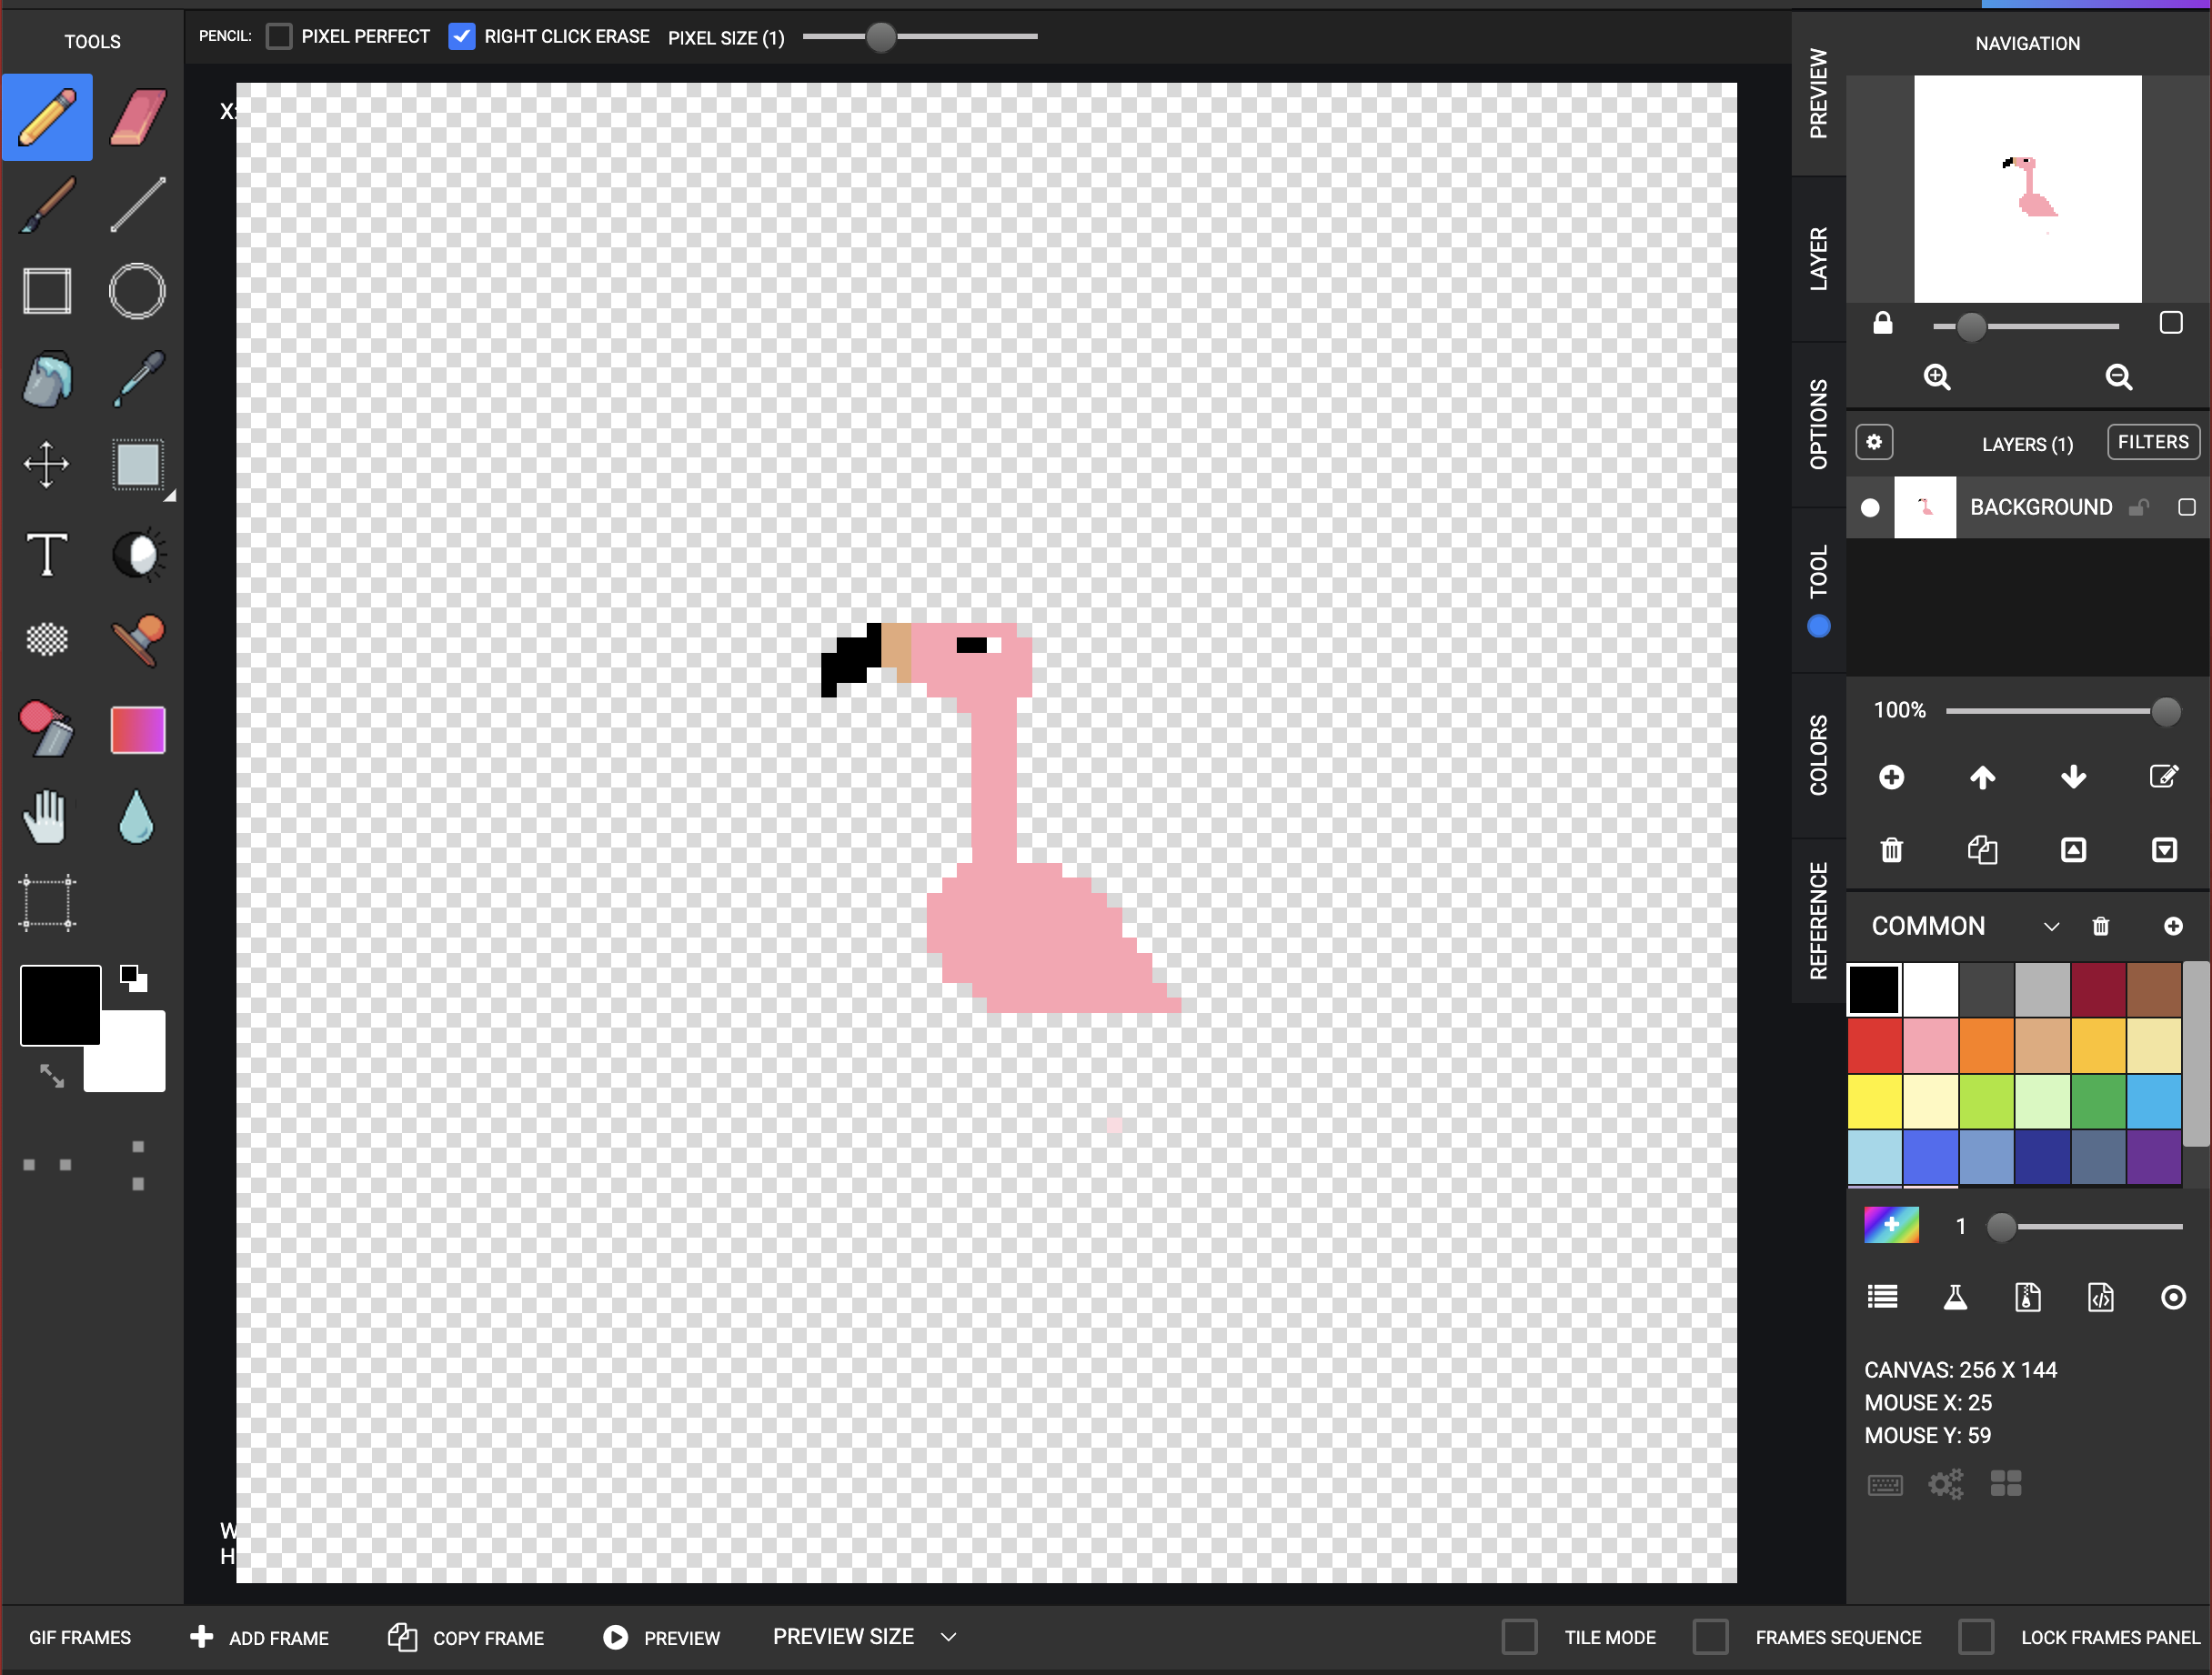 TOOLS
PENCIL: PIXEL PERFECT RIGHT CLICK ERASE PIXEL SIZE (1)
X:
W
H
PREVIEW
LAYER
OPTIONS
TOOL
COLORS
REFERENCE
NAVIGATION
LAYERS (1) FILTERS
BACKGROUND
100%
COMMON
1
CANVAS: 256 X 144
MOUSE X: 25
MOUSE Y: 59
GIF FRAMES ADD FRAME COPY FRAME PREVIEW PREVIEW SIZE TILE MODE FRAMES SEQUENCE LOCK FRAMES PANEL